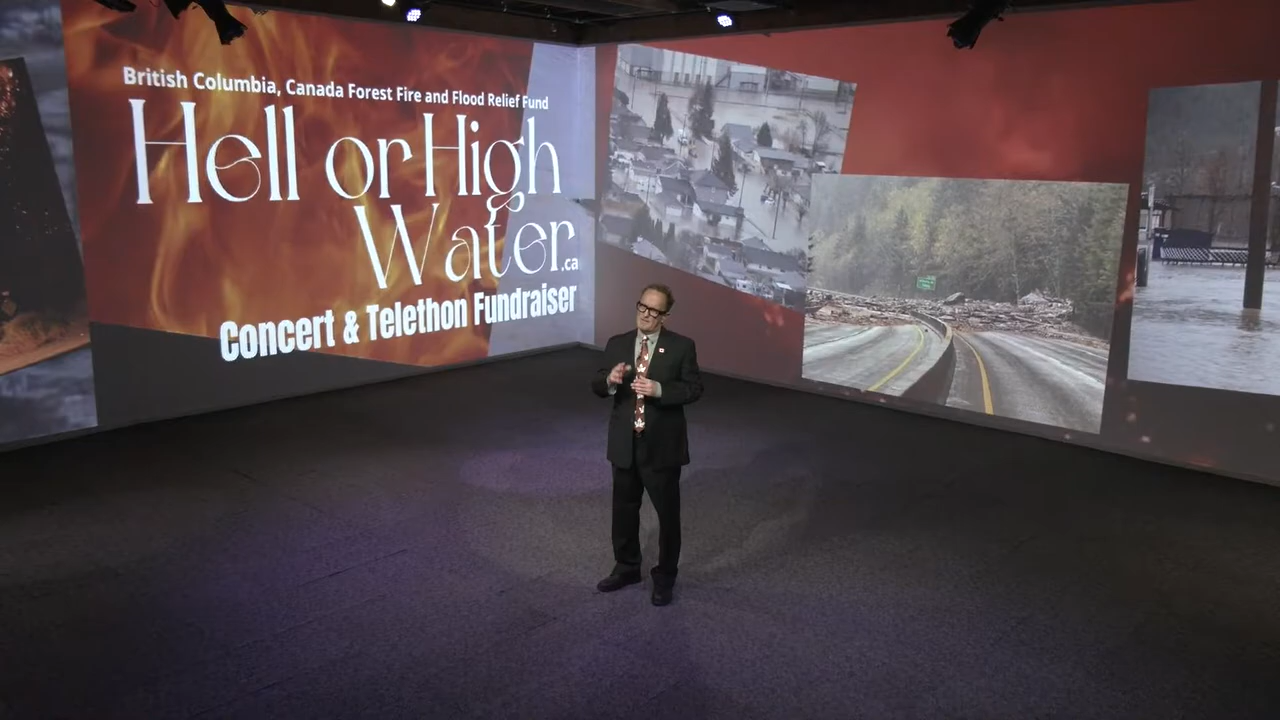 British Columbia, Canada Forest Fire and Flood Relief Fund
Hell or High
Water.ca
Concert & Telethon Fundraiser